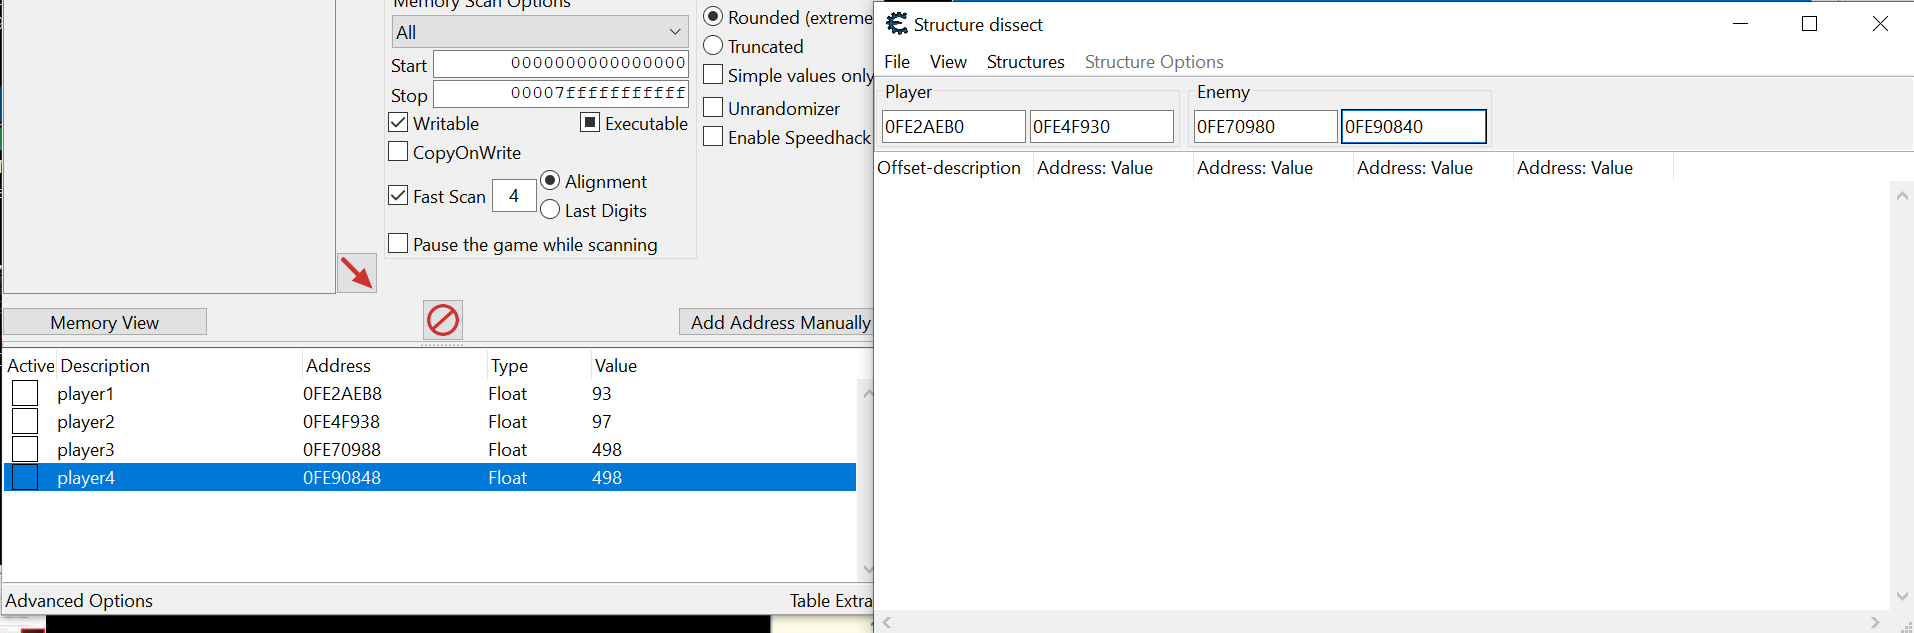 Memory Scan Options
All
Start 0000000000000000
Stop 00007fffffffffff
Writable Executable
CopyOnWrite
Fast Scan 4 Alignment
Last Digits
Pause the game while scanning
Rounded (extreme
Truncated
Simple values only
Unrandomizer
Enable Speedhack
Memory View
Add Address Manually
Active Description Address Type Value
player1 0FE2AEB8 Float 93
player2 0FE4F938 Float 97
player3 0FE70988 Float 498
player4 0FE90848 Float 498
Advanced Options
Table Extra
Structure dissect
File View Structures Structure Options
Player Enemy
0FE2AEB0 0FE4F930 0FE70980 0FE90840
Offset-description Address: Value Address: Value Address: Value Address: Value